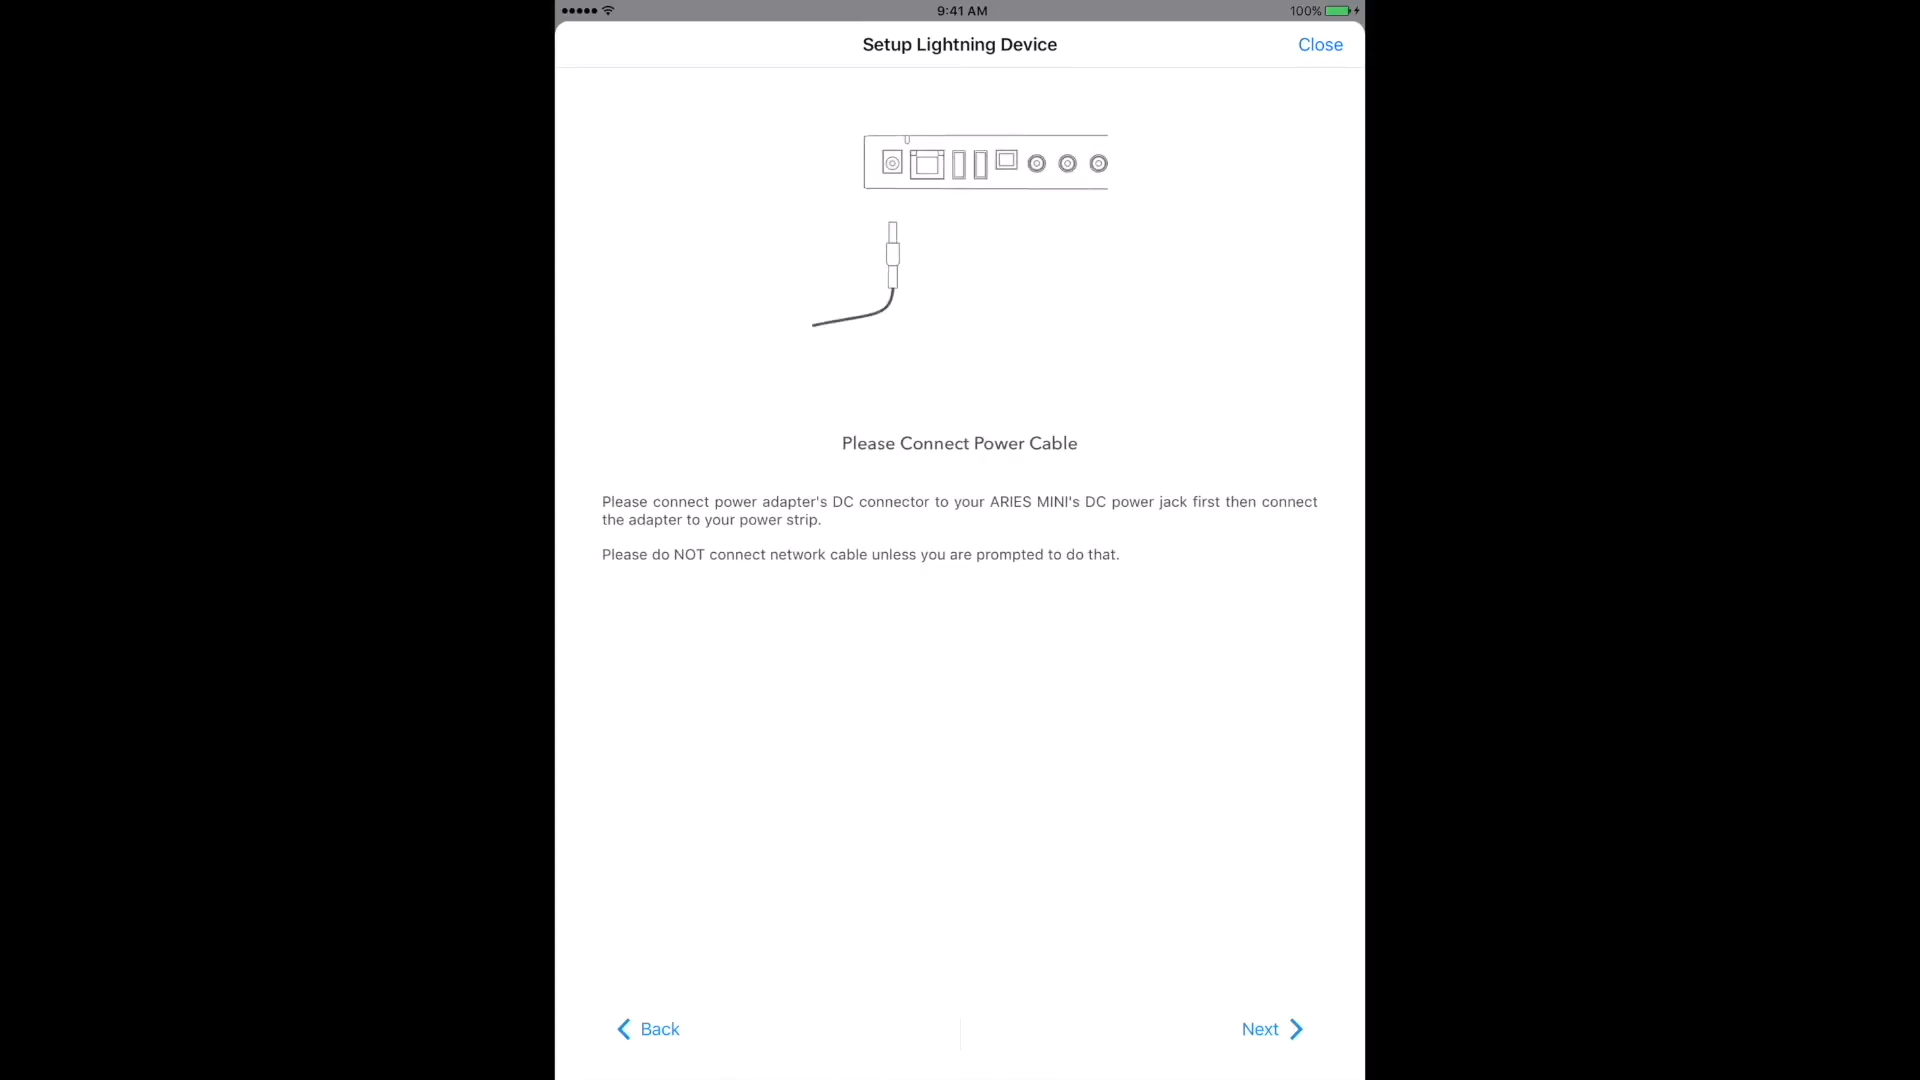 9:41 AM
100%
Setup Lightning Device
Close
Please Connect Power Cable
Please connect power adapter's DC connector to your ARIES MINI's DC power jack first then connect
the adapter to your power strip.
Please do NOT connect network cable unless you are prompted to do that.
Back
Next